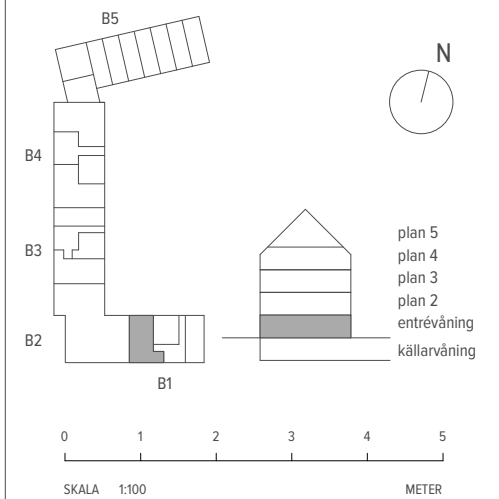 B5
N
B4
plan 5
plan 4
B3
plan 3
plan 2
entrévåning
B2
källarvåning
B1
0 1 2 3 4 5
SKALA 1:100 METER